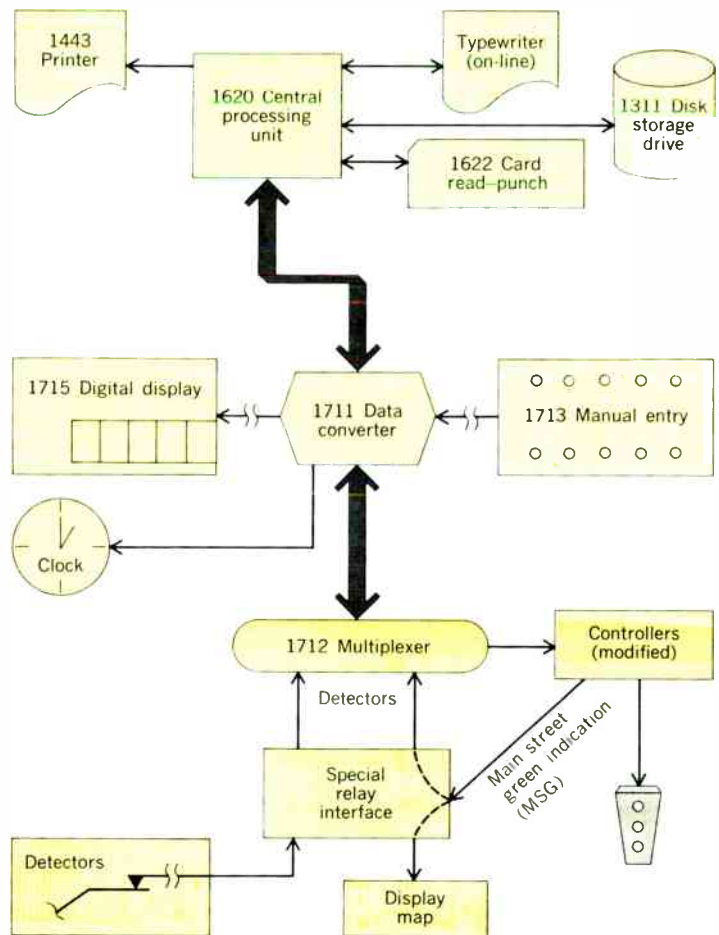 1443
Printer
1620 Central
processing
unit
Typewriter
(on-line)
1311 Disk
storage
drive
1622 Card
read–punch
1715 Digital display
1711 Data
converter
1713 Manual entry
Clock
1712 Multiplexer
Controllers
(modified)
Detectors
Main street
green indication
(MSG)
Special
relay
interface
Detectors
Display
map